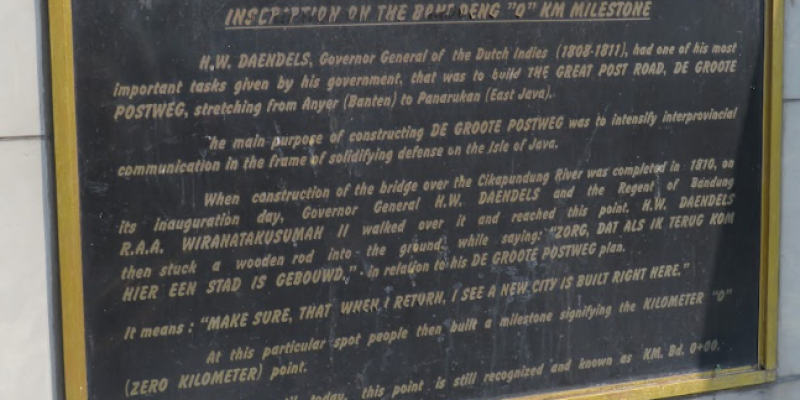 INSCRIPTION ON THE BANDOENG "O" KM MILESTONE
H.W. DAENDELS, Governor General of the Dutch Indies (1808-1811), had one of his most
important tasks given by his government, that was to build THE GREAT POST ROAD, DE GROOTE
POSTWEG, stretching from Anyer (Banten) to Panarukan (East Java).
he main purpose of constructing DE GROOTE POSTWEG was to intensify interprovincial
communication in the frame of solidifying defense on the Isle of Java.
When construction of the bridge over the Cikapundung River was completed in 1810, on
its inauguration day, Governor General H.W. DAENDELS and the Regent of Bandung
R.A.A. WIRANATAKUSUMAH II walked over it and reached this point. H.W. DAENDELS
then stuck a wooden rod into the ground, while saying: "ZORG, DAT ALS IK TERUG KOM
HIER EEN STAD IS GEBOUWD," - in relation to his DE GROOTE POSTWEG plan.
It means : "MAKE SURE, THAT WHEN I RETURN, I SEE A NEW CITY IS BUILT RIGHT HERE."
At this particular spot people then built a milestone signifying the KILOMETER "O"
(ZERO KILOMETER) point.
today, this point is still recognized and known as KM. Bd. 0+00.